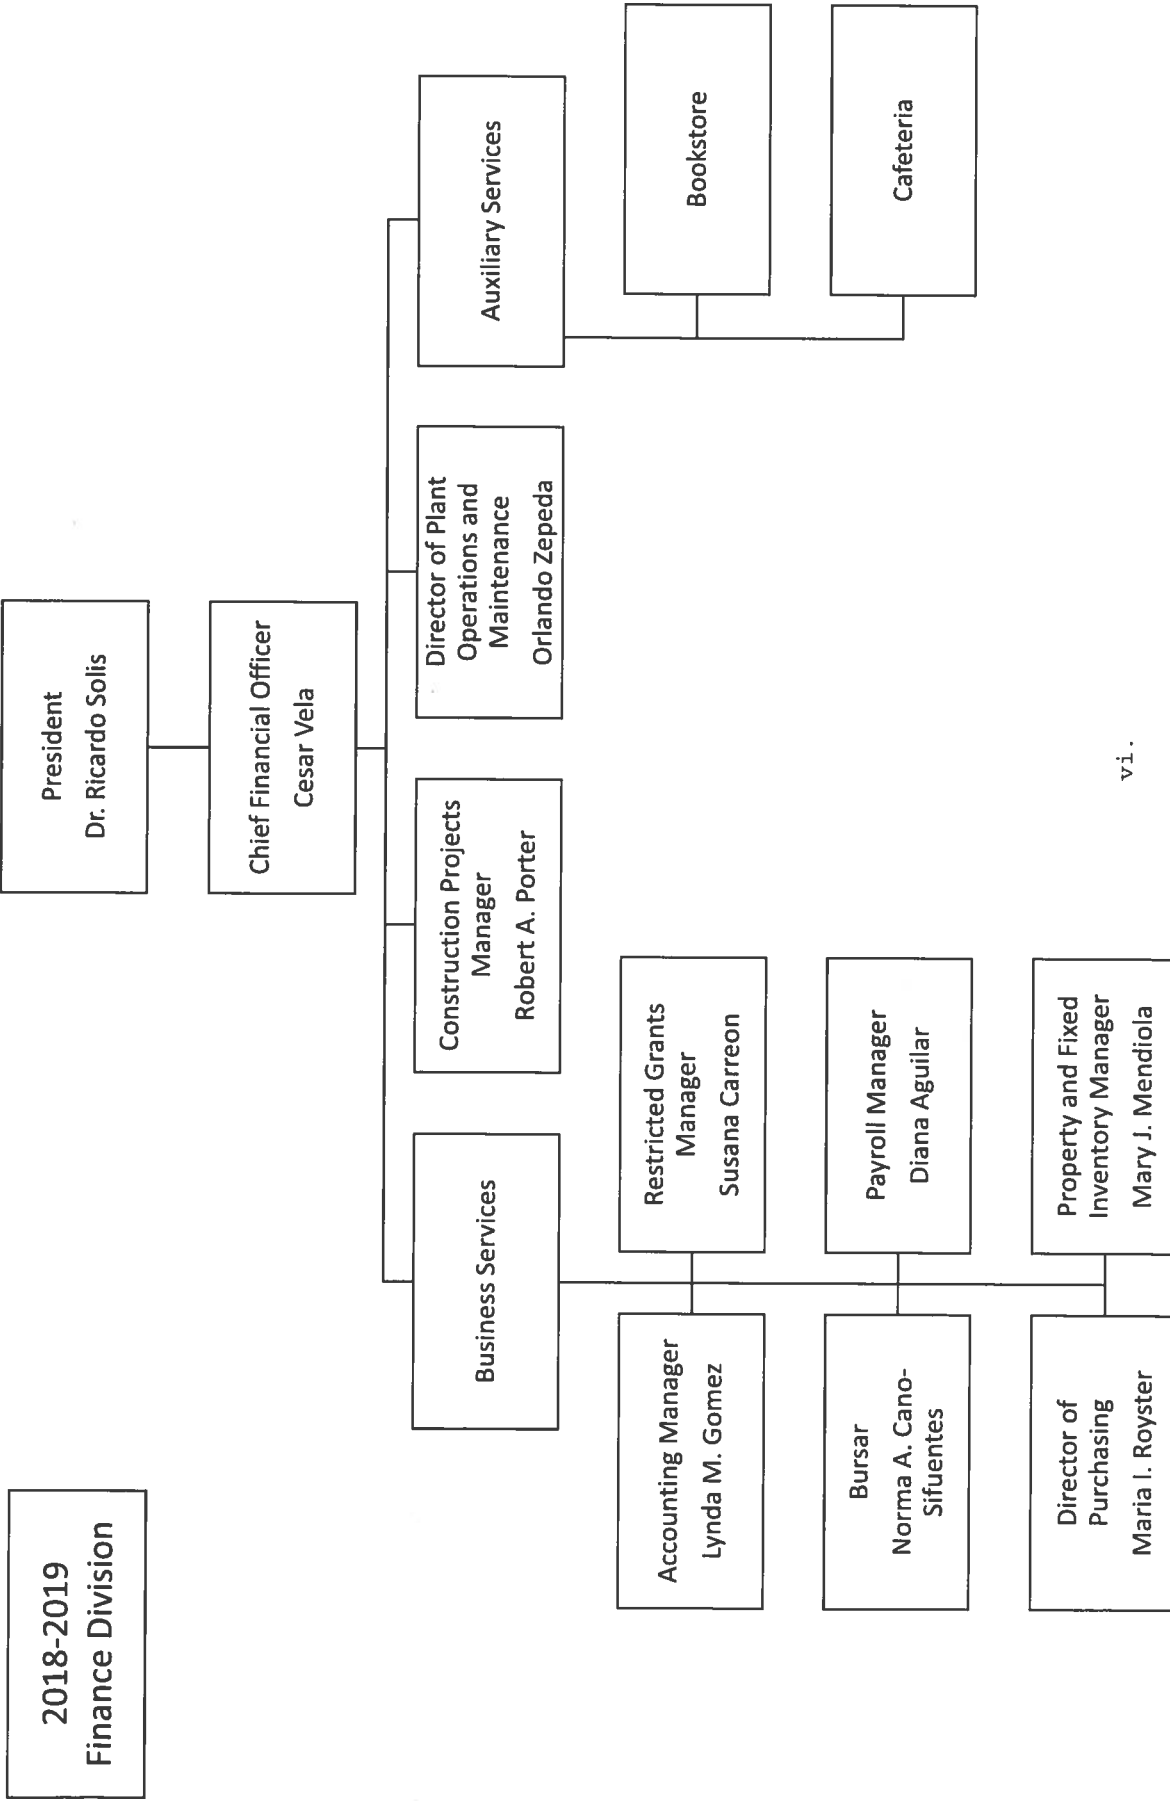 2018-2019
Finance Division
President
Dr. Ricardo Solis
Chief Financial Officer
Cesar Vela
Business Services
Construction Projects
Manager
Robert A. Porter
Director of Plant
Operations and
Maintenance
Orlando Zepeda
Auxiliary Services
Accounting Manager
Lynda M. Gomez
Restricted Grants
Manager
Susana Carreon
Bookstore
Bursar
Norma A. Cano-
Sifuentes
Payroll Manager
Diana Aguilar
Cafeteria
Director of
Purchasing
Maria I. Royster
Property and Fixed
Inventory Manager
Mary J. Mendiola
vi.